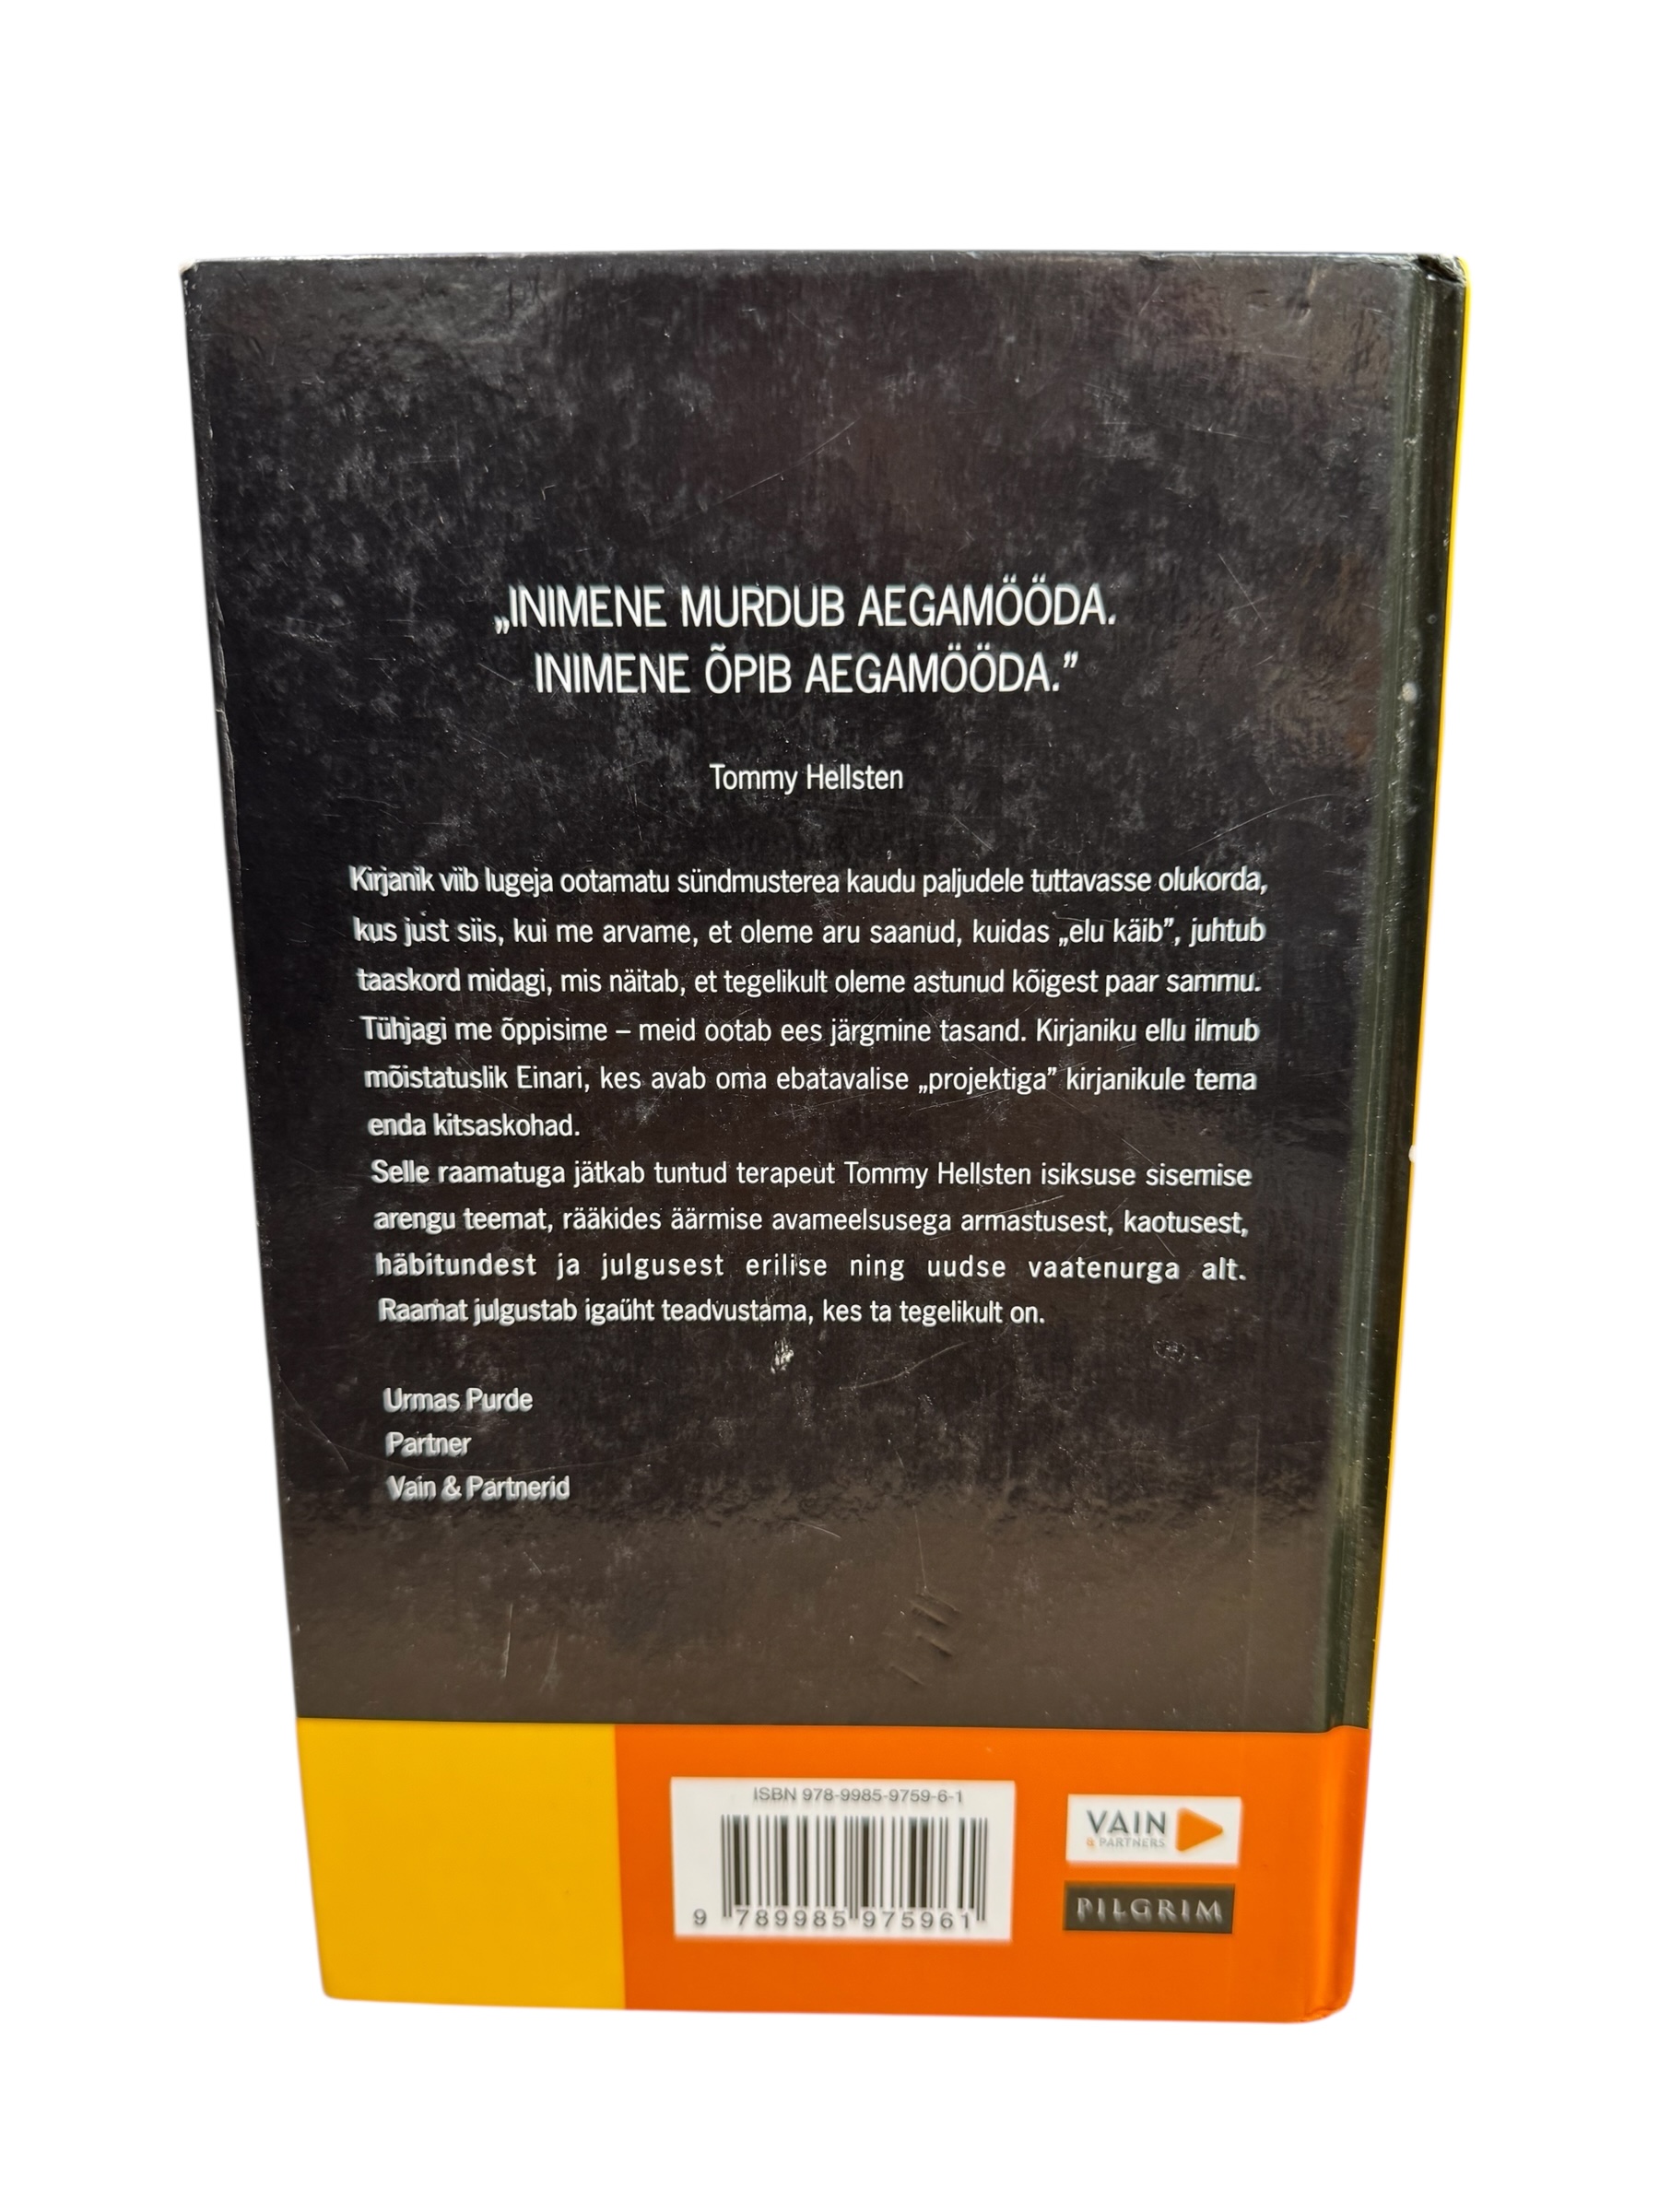 „INIMENE MURDUB AEGAMÖÖDA.
INIMENE ÕPIB AEGAMÖÖDA.”
Tommy Hellsten
Kirjanik viib lugeja ootamatu sündmusterea kaudu paljudele tuttavasse olukorda,
kus just siis, kui me arvame, et oleme aru saanud, kuidas „elu käib”, juhtub
taaskord midagi, mis näitab, et tegelikult oleme astunud kõigest paar sammu.
Tühjagi me õppisime – meid ootab ees järgmine tasand. Kirjaniku ellu ilmub
mõistatuslik Einari, kes avab oma ebatavalise „projektiga” kirjanikule tema
enda kitsaskohad.
Selle raamatuga jätkab tuntud terapeut Tommy Hellsten isiksuse sisemise
arengu teemat, rääkides äärmise avameelsusega armastusest, kaotusest,
häbitundest ja julgusest erilise ning uudse vaatenurga alt.
Raamat julgustab igaüht teadvustama, kes ta tegelikult on.
Urmas Purde
Partner
Vain & Partnerid
ISBN 978-9985-9759-6-1
9 789985 975961
VAIN
& PARTNERS
PILGRIM